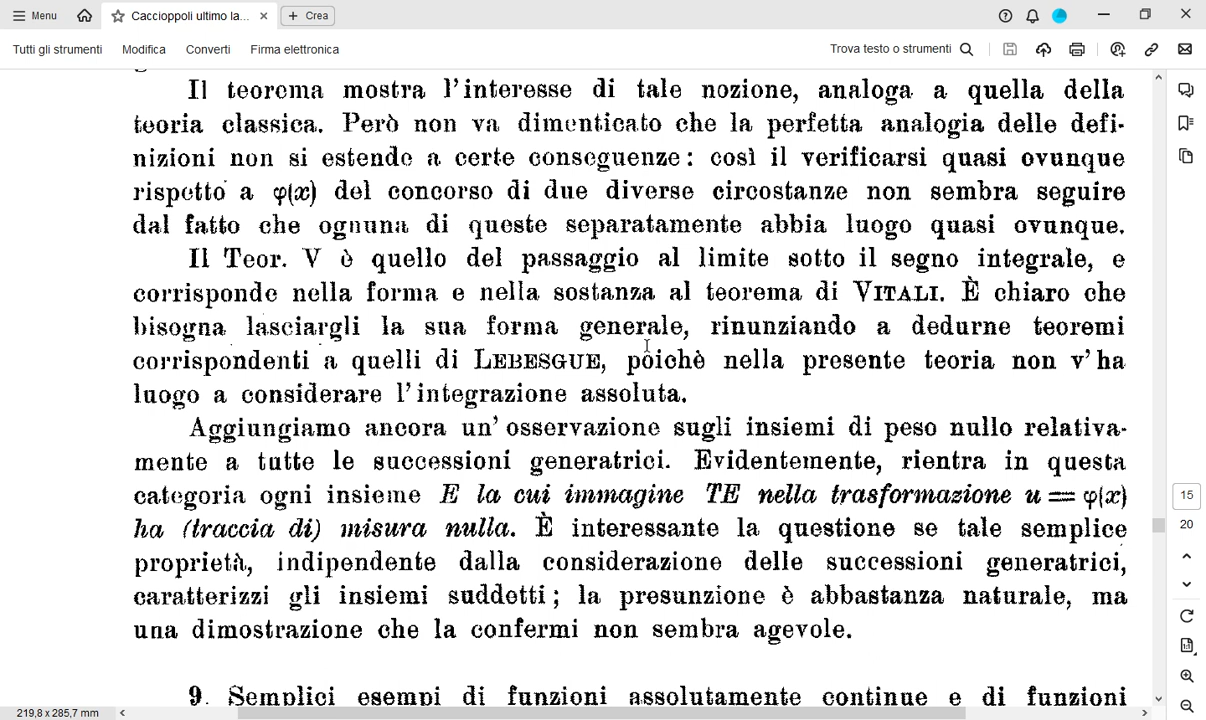 Menu
Caccioppoli ultimo la...
Crea
Tutti gli strumenti Modifica Converti Firma elettronica Trova testo o strumenti
Il teorema mostra l'interesse di tale nozione, analoga a quella della
teoria classica. Però non va dimenticato che la perfetta analogia delle defi-
nizioni non si estende a certe conseguenze: così il verificarsi quasi ovunque
rispetto a φ(x) del concorso di due diverse circostanze non sembra seguire
dal fatto che ognuna di queste separatamente abbia luogo quasi ovunque.
Il Teor. V è quello del passaggio al limite sotto il segno integrale, e
corrisponde nella forma e nella sostanza al teorema di VITALI. È chiaro che
bisogna lasciargli la sua forma generale, rinunziando a dedurne teoremi
corrispondenti a quelli di LEBESGUE, poichè nella presente teoria non v'ha
luogo a considerare l'integrazione assoluta.
Aggiungiamo ancora un'osservazione sugli insiemi di peso nullo relativa-
mente a tutte le successioni generatrici. Evidentemente, rientra in questa
categoria ogni insieme E la cui immagine TE nella trasformazione u = φ(x)
ha (traccia di) misura nulla. È interessante la questione se tale semplice
proprietà, indipendente dalla considerazione delle successioni generatrici,
caratterizzi gli insiemi suddetti; la presunzione è abbastanza naturale, ma
una dimostrazione che la confermi non sembra agevole.
9. Semplici esempi di funzioni assolutamente continue e di funzioni
15
20
219,8 x 285,7 mm